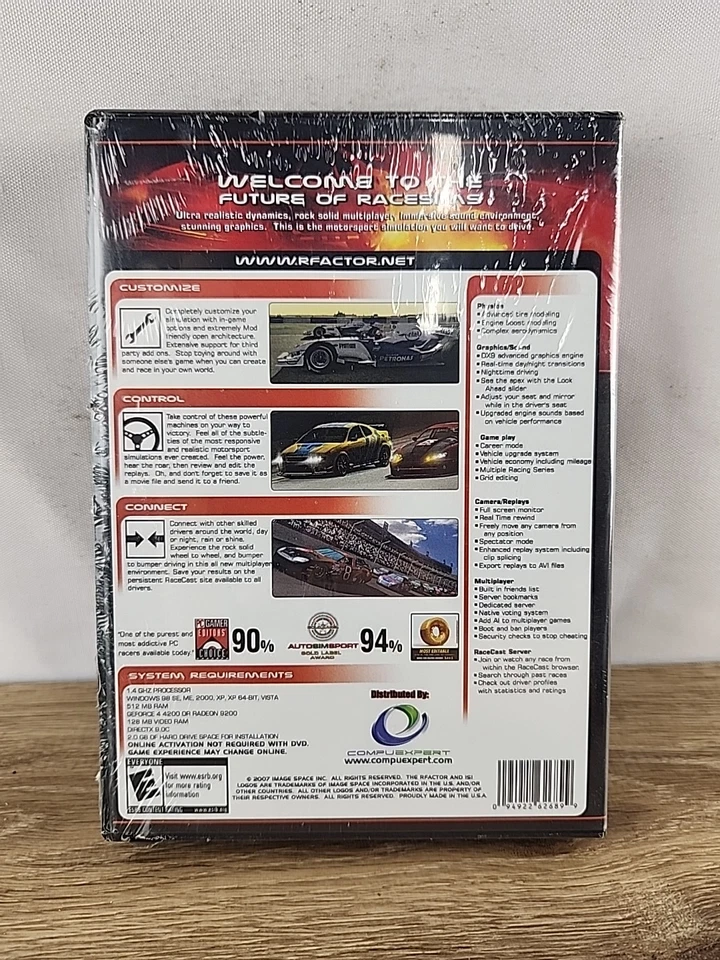 WELCOME TO THE
FUTURE OF RACESIMS
Ultra realistic dynamics, rock solid multiplayer, immersive sound environment,
stunning graphics. This is the motorsport simulation you will want to drive.
WWW.RFACTOR.NET
CUSTOMIZE
Completely customize your
simulation with in-game
options and extremely Mod
friendly open architecture.
Extensive support for third
party add ons. Stop toying around with
someone else's game when you can create
and race in your own world.
PETRONAS
CONTROL
Take control of these powerful
machines on your way to
victory. Feel all of the subtle-
ties of the most responsive
and realistic motorsport
simulations ever created. Feel the power,
hear the roar, then review and edit the
replays. Oh, and don't forget to save it as
a movie file and send it to a friend.
CONNECT
Connect with other skilled
drivers around the world, day
or night, rain or shine.
Experience the rock solid
wheel to wheel, and bumper
to bumper driving in this all new multiplayer
environment. Save your results on the
persistent RaceCast site available to all
drivers.
"One of the purest and
most addictive PC
racers available today."
PC GAMER
EDITORS'
CHOICE
90%
AUTOSIMSPORT
GOLD LABEL
AWARD
94%
MOST EDITABLE
SYSTEM REQUIREMENTS
1.4 GHZ PROCESSOR
WINDOWS 98 SE, ME, 2000, XP, XP 64-BIT, VISTA
512 MB RAM
GEFORCE 4 4200 OR RADEON 9200
128 MB VIDEO RAM
DIRECTX 9.0C
2.0 GB OF HARD DRIVE SPACE FOR INSTALLATION
ONLINE ACTIVATION NOT REQUIRED WITH DVD.
GAME EXPERIENCE MAY CHANGE ONLINE.
Distributed By:
COMPUEXPERT
www.compuexpert.com
EVERYONE
Visit www.esrb.org
for more rating
information
ESRB CONTENT RATING www.esrb.org
© 2007 IMAGE SPACE INC. ALL RIGHTS RESERVED. THE RFACTOR AND ISI
LOGOS ARE TRADEMARKS OF IMAGE SPACE INCORPORATED IN THE U.S. AND/OR
OTHER COUNTRIES. ALL OTHER LOGOS AND/OR TRADEMARKS ARE PROPERTY OF
THEIR RESPECTIVE OWNERS. ALL RIGHTS RESERVED. PROUDLY MADE IN THE U.S.A.
Physics
• Advanced tire modeling
• Engine boost modeling
• Complex aerodynamics
Graphics/Sound
• DX9 advanced graphics engine
• Real-time day/night transitions
• Nighttime driving
• See the apex with the Look
Ahead slider
• Adjust your seat and mirror
while in the driver's seat
• Upgraded engine sounds based
on vehicle performance
Game play
• Career mode
• Vehicle upgrade system
• Vehicle economy including mileage
• Multiple Racing Series
• Grid editing
Camera/Replays
• Full screen monitor
• Real Time rewind
• Freely move any camera from
any position
• Spectator mode
• Enhanced replay system including
clip splicing
• Export replays to AVI files
Multiplayer
• Built in friends list
• Server bookmarks
• Dedicated server
• Native voting system
• Add AI to multiplayer games
• Boot and ban players
• Security checks to stop cheating
RaceCast Server
• Join or watch any race from
within the RaceCast browser.
• Search through past races
• Check out driver profiles
with statistics and ratings
0 94922 62689 9